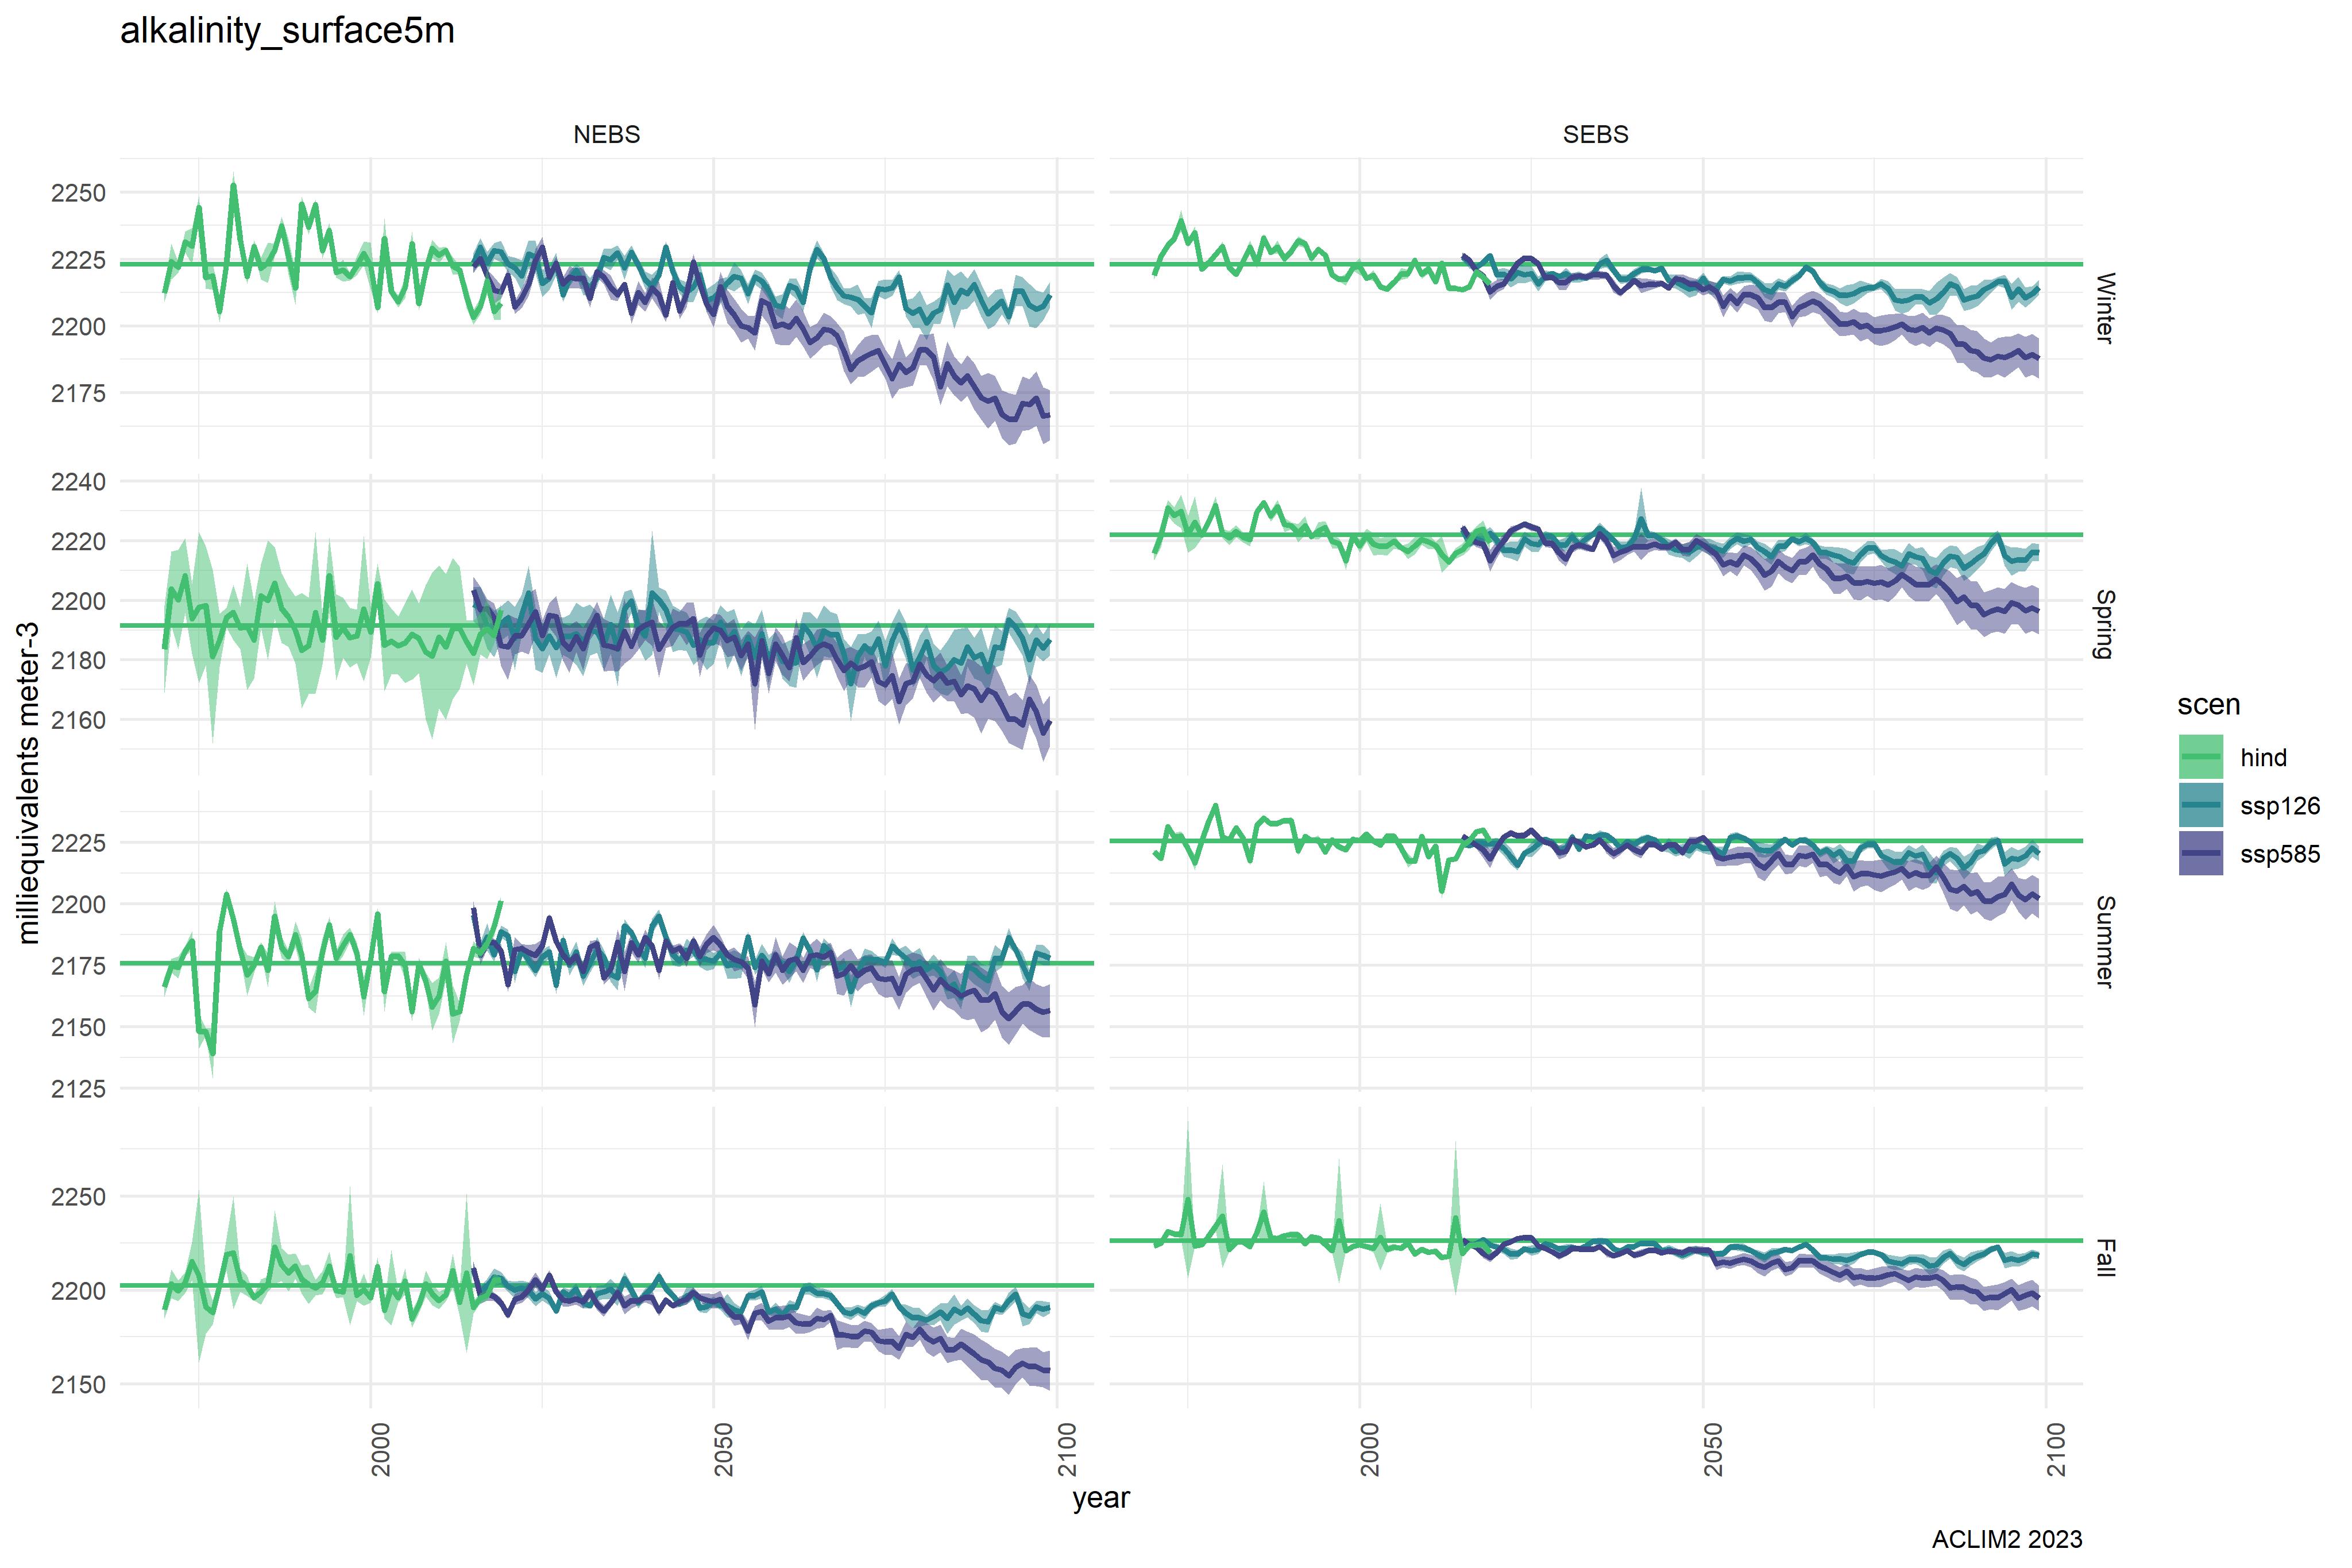 alkalinity_surface5m
NEBS
SEBS
2250
2225
2200
2175
Winter
2240
2220
2200
2180
2160
Spring
2225
2200
2175
2150
2125
Summer
2250
2200
2150
Fall
milliequivalents meter-3
2000
2050
2100
2000
2050
2100
year
scen
hind
ssp126
ssp585
ACLIM2 2023